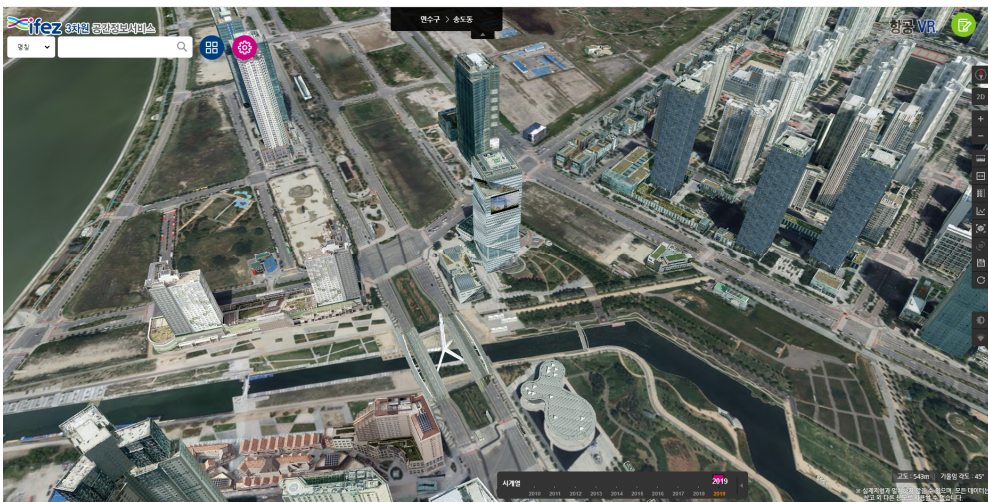 ifez 3차원 공간정보서비스
연수구 > 송도동
항공 VR
명칭
2D
시계열
2019
2010 2011 2012 2013 2014 2015 2016 2017 2018 2019
고도 : 543m 기울임 각도 : 45°